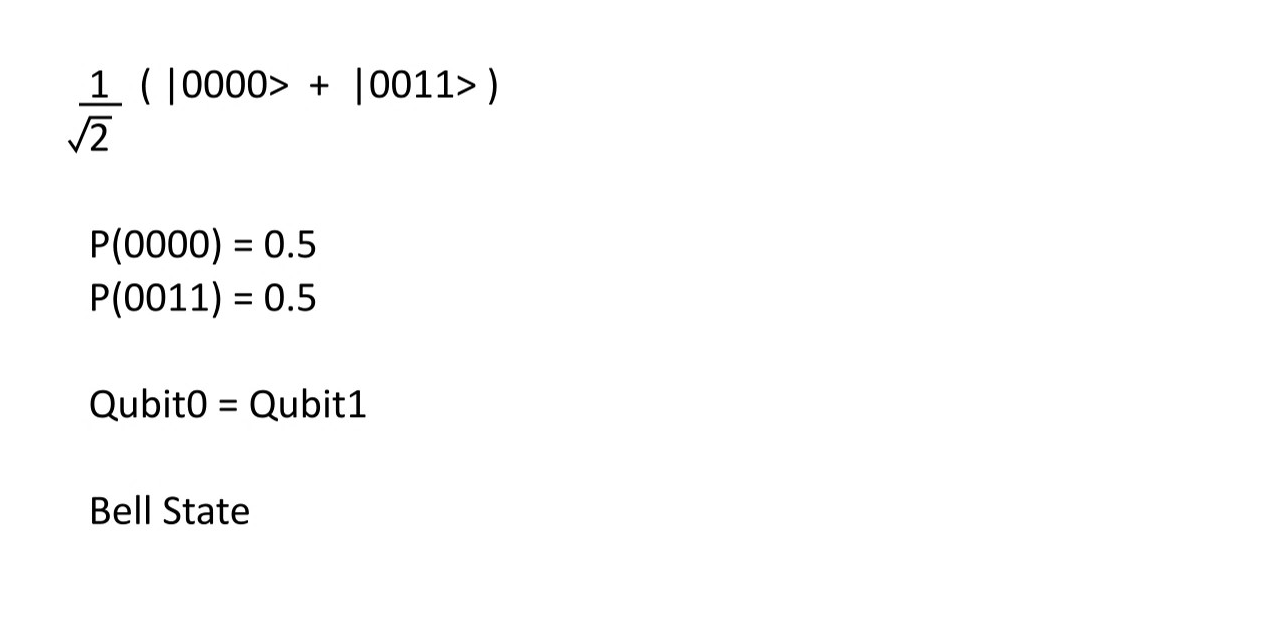 1 ( |0000> + |0011> )
√2
P(0000) = 0.5
P(0011) = 0.5
Qubit0 = Qubit1
Bell State